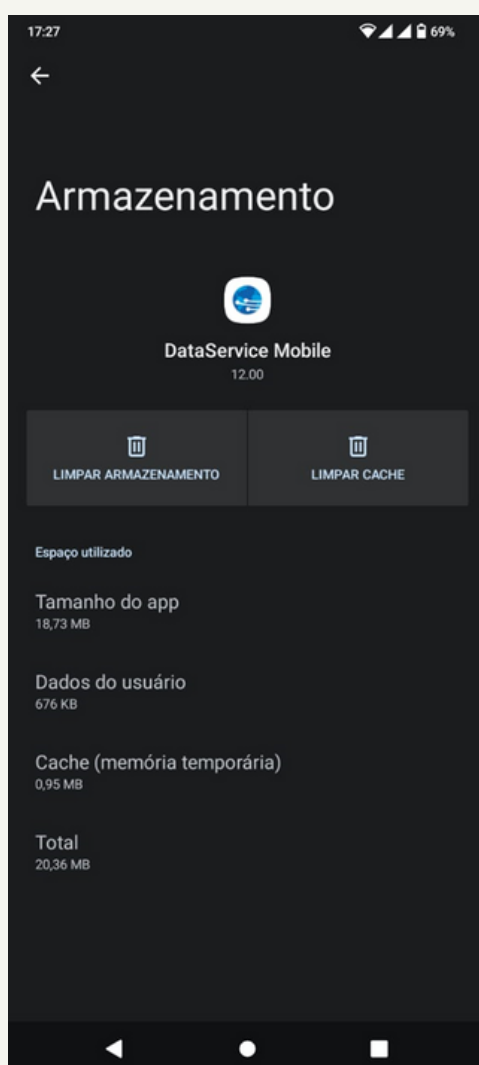 17:27
69%
Armazenamento
DataService Mobile
12.00
LIMPAR ARMAZENAMENTO
LIMPAR CACHE
Espaço utilizado
Tamanho do app
18,73 MB
Dados do usuário
676 KB
Cache (memória temporária)
0,95 MB
Total
20,36 MB